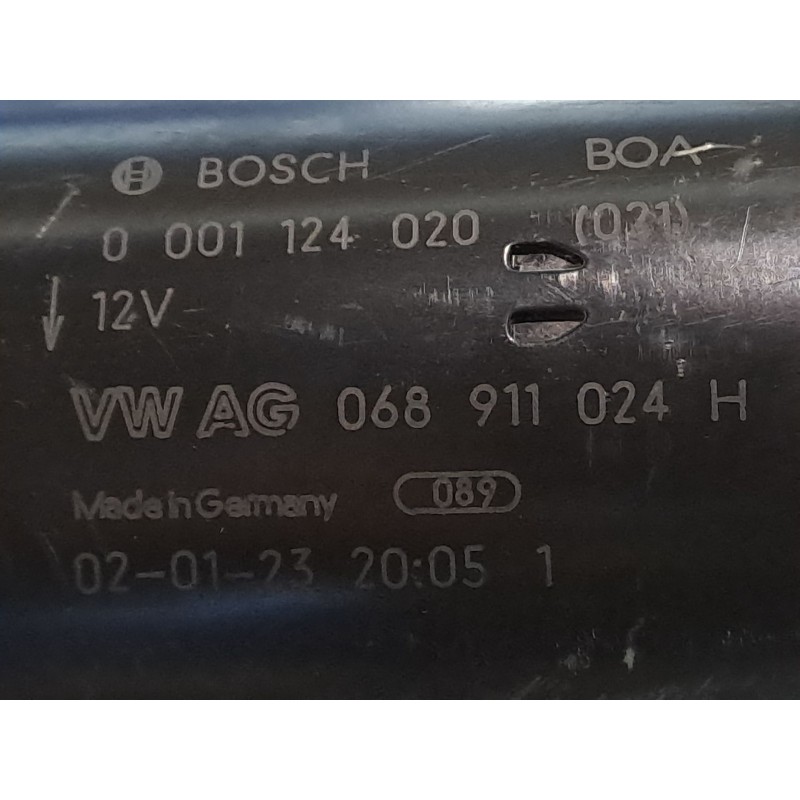 BOSCH BOA
0 001 124 020 (021)
12V
VW AG 068 911 024 H
Made in Germany 089
02-01-23 20:05 1